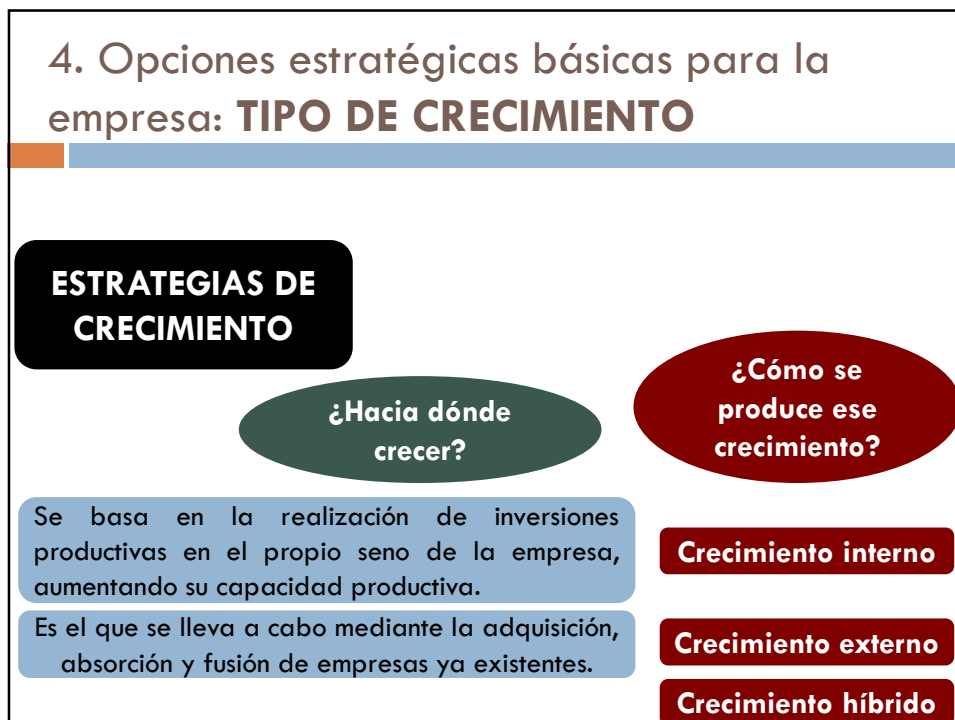 4. Opciones estratégicas básicas para la
empresa: TIPO DE CRECIMIENTO
ESTRATEGIAS DE
CRECIMIENTO
¿Hacia dónde
crecer?
¿Cómo se
produce ese
crecimiento?
Se basa en la realización de inversiones
productivas en el propio seno de la empresa,
aumentando su capacidad productiva.
Crecimiento interno
Es el que se lleva a cabo mediante la adquisición,
absorción y fusión de empresas ya existentes.
Crecimiento externo
Crecimiento híbrido